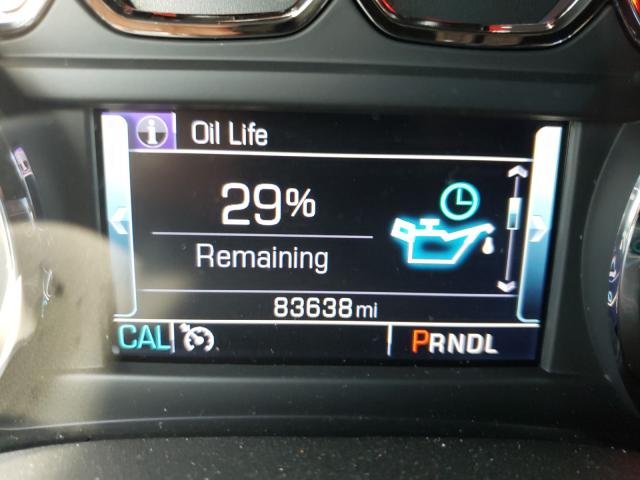 i Oil Life
29%
Remaining
83638 mi
CAL PRNDL